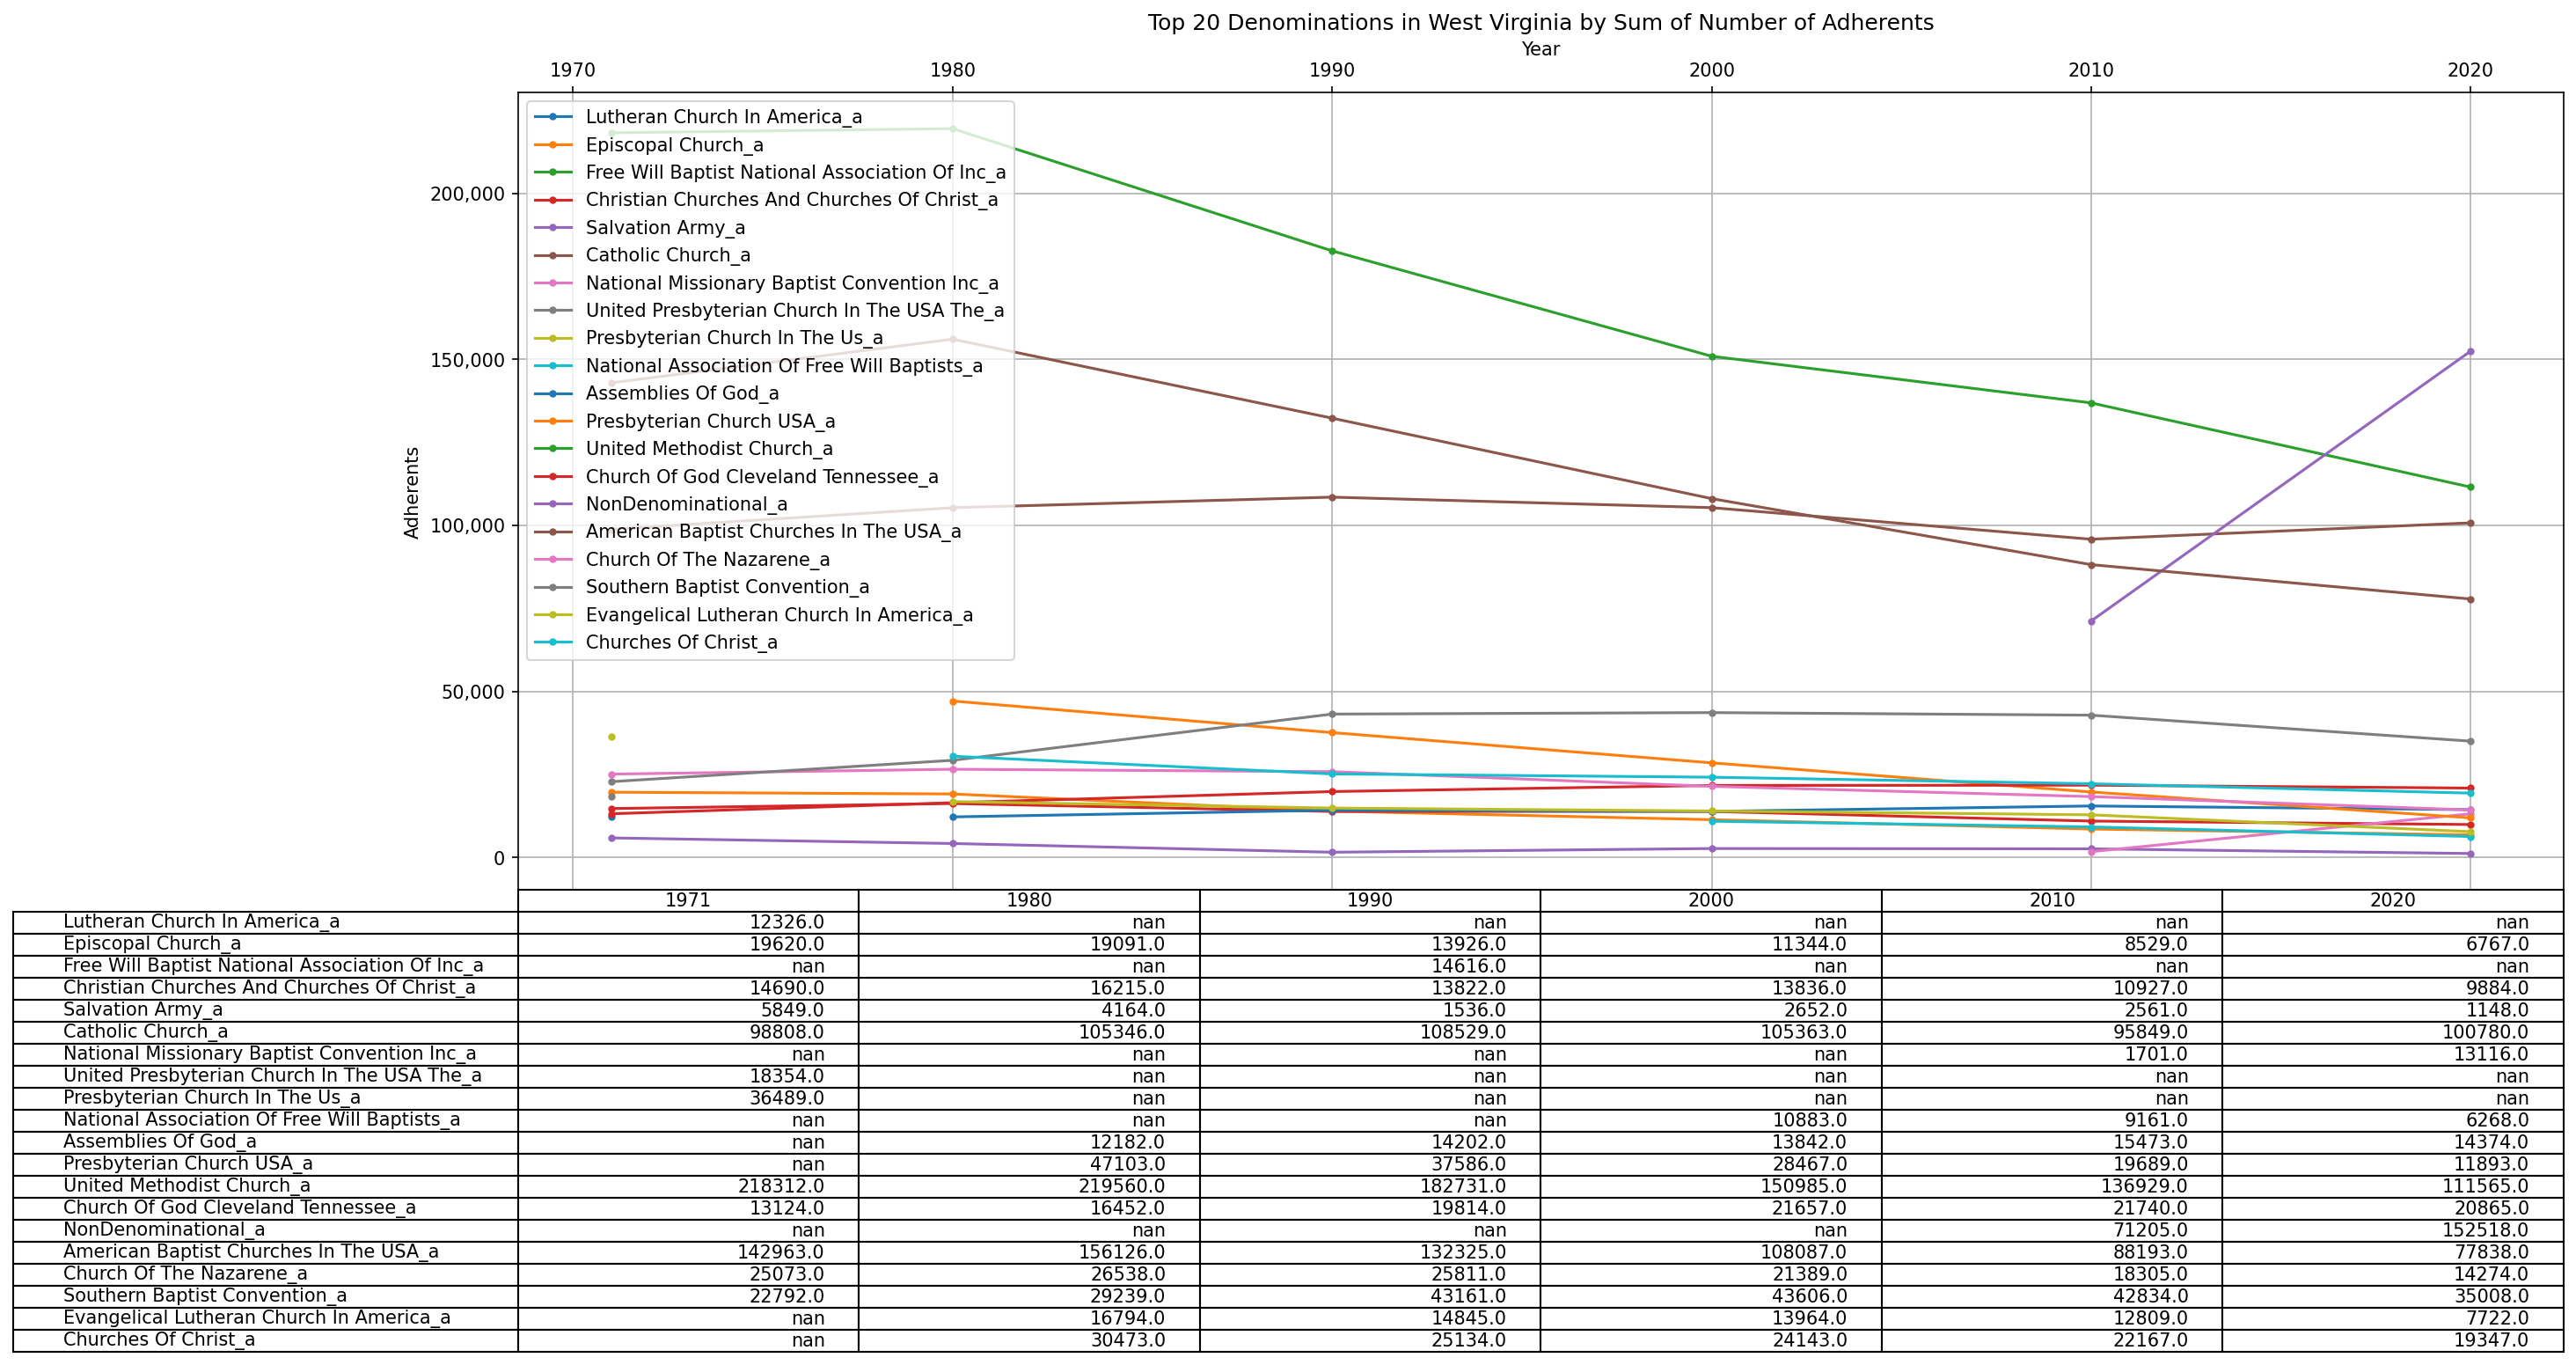 Top 20 Denominations in West Virginia by Sum of Number of Adherents
Year
1970 1980 1990 2000 2010 2020
Adherents
200,000
150,000
100,000
50,000
0
Lutheran Church In America_a
Episcopal Church_a
Free Will Baptist National Association Of Inc_a
Christian Churches And Churches Of Christ_a
Salvation Army_a
Catholic Church_a
National Missionary Baptist Convention Inc_a
United Presbyterian Church In The USA The_a
Presbyterian Church In The Us_a
National Association Of Free Will Baptists_a
Assemblies Of God_a
Presbyterian Church USA_a
United Methodist Church_a
Church Of God Cleveland Tennessee_a
NonDenominational_a
American Baptist Churches In The USA_a
Church Of The Nazarene_a
Southern Baptist Convention_a
Evangelical Lutheran Church In America_a
Churches Of Christ_a
1971 1980 1990 2000 2010 2020
Lutheran Church In America_a 12326.0 nan nan nan nan nan
Episcopal Church_a 19620.0 19091.0 13926.0 11344.0 8529.0 6767.0
Free Will Baptist National Association Of Inc_a nan nan 14616.0 nan nan nan
Christian Churches And Churches Of Christ_a 14690.0 16215.0 13822.0 13836.0 10927.0 9884.0
Salvation Army_a 5849.0 4164.0 1536.0 2652.0 2561.0 1148.0
Catholic Church_a 98808.0 105346.0 108529.0 105363.0 95849.0 100780.0
National Missionary Baptist Convention Inc_a nan nan nan nan 1701.0 13116.0
United Presbyterian Church In The USA The_a 18354.0 nan nan nan nan nan
Presbyterian Church In The Us_a 36489.0 nan nan nan nan nan
National Association Of Free Will Baptists_a nan nan nan 10883.0 9161.0 6268.0
Assemblies Of God_a nan 12182.0 14202.0 13842.0 15473.0 14374.0
Presbyterian Church USA_a nan 47103.0 37586.0 28467.0 19689.0 11893.0
United Methodist Church_a 218312.0 219560.0 182731.0 150985.0 136929.0 111565.0
Church Of God Cleveland Tennessee_a 13124.0 16452.0 19814.0 21657.0 21740.0 20865.0
NonDenominational_a nan nan nan nan 71205.0 152518.0
American Baptist Churches In The USA_a 142963.0 156126.0 132325.0 108087.0 88193.0 77838.0
Church Of The Nazarene_a 25073.0 26538.0 25811.0 21389.0 18305.0 14274.0
Southern Baptist Convention_a 22792.0 29239.0 43161.0 43606.0 42834.0 35008.0
Evangelical Lutheran Church In America_a nan 16794.0 14845.0 13964.0 12809.0 7722.0
Churches Of Christ_a nan 30473.0 25134.0 24143.0 22167.0 19347.0